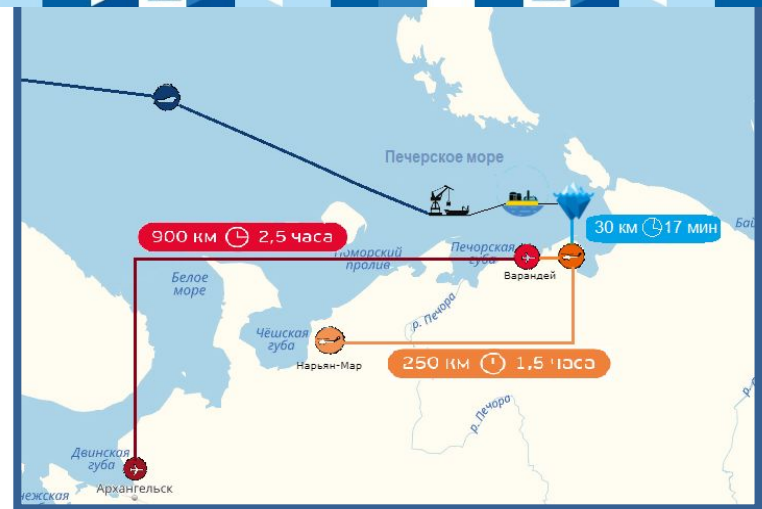 Печерское море
30 км 17 мин
Бай
900 км 2,5 часа
Поморский
пролив
Печорская
губа
Варандей
Белое
море
р. Печора
Чёшская
губа
Нарьян-Мар
250 км 1,5 часа
р. Печора
Двинская
губа
Архангельск
нежская